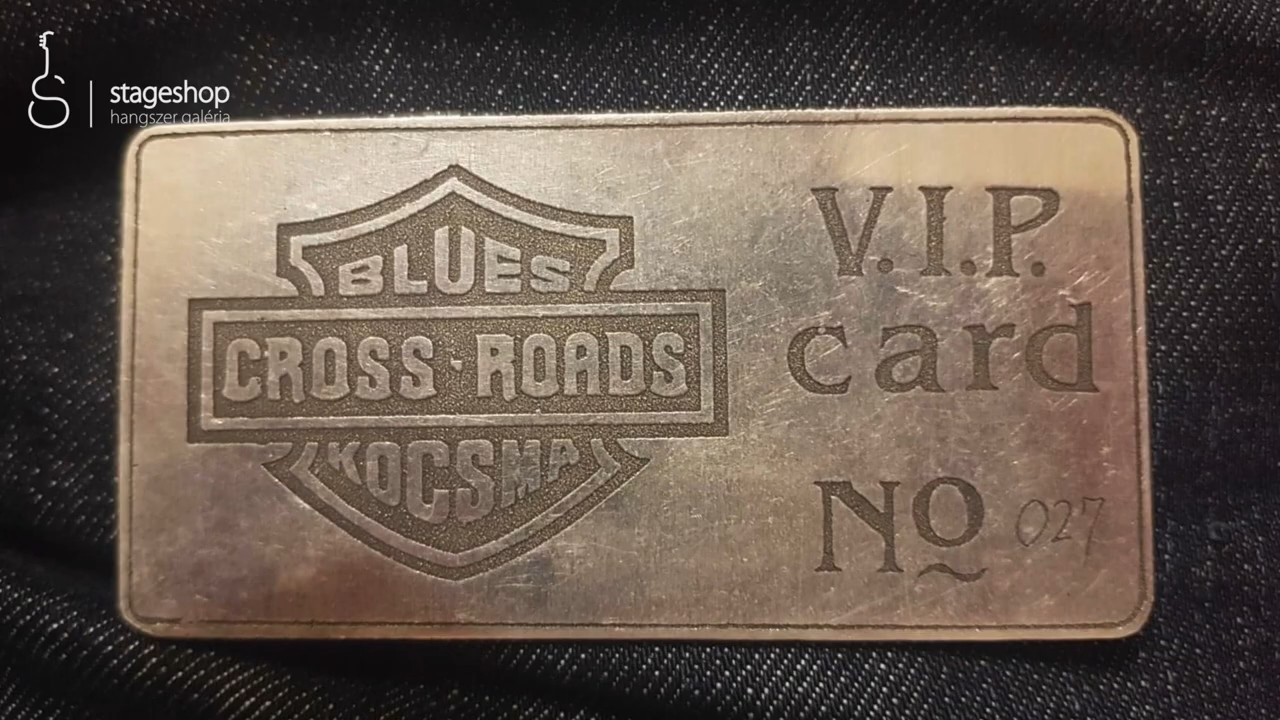 stageshop
hangszer galéria
BLUES
CROSS·ROADS
KOCSMA
V.I.P.
card
No 027